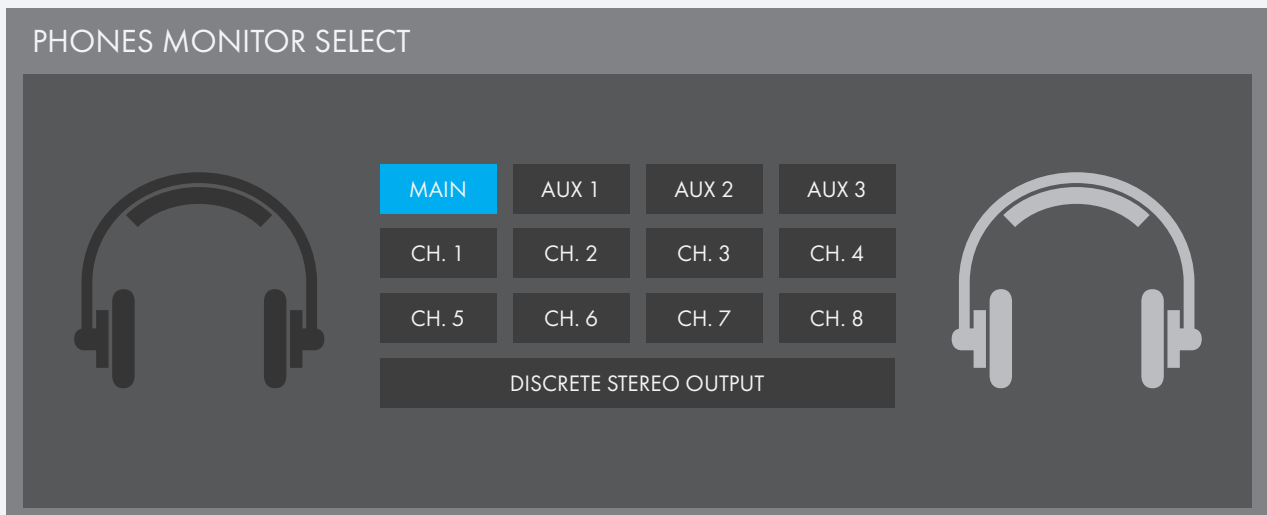 PHONES MONITOR SELECT
MAIN AUX 1 AUX 2 AUX 3
CH. 1 CH. 2 CH. 3 CH. 4
CH. 5 CH. 6 CH. 7 CH. 8
DISCRETE STEREO OUTPUT